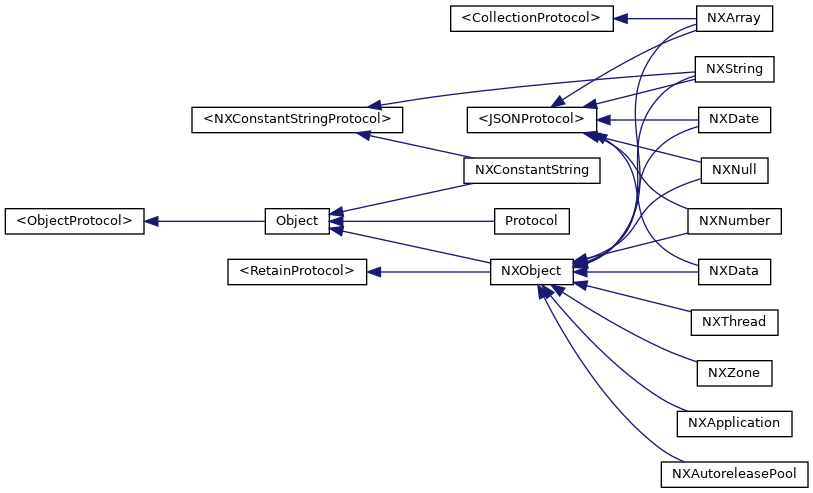 <CollectionProtocol>
NXArray
NXString
<NXConstantStringProtocol>
<JSONProtocol>
NXDate
NXConstantString
NXNull
<ObjectProtocol>
Object
Protocol
NXNumber
<RetainProtocol>
NXObject
NXData
NXThread
NXZone
NXApplication
NXAutoreleasePool